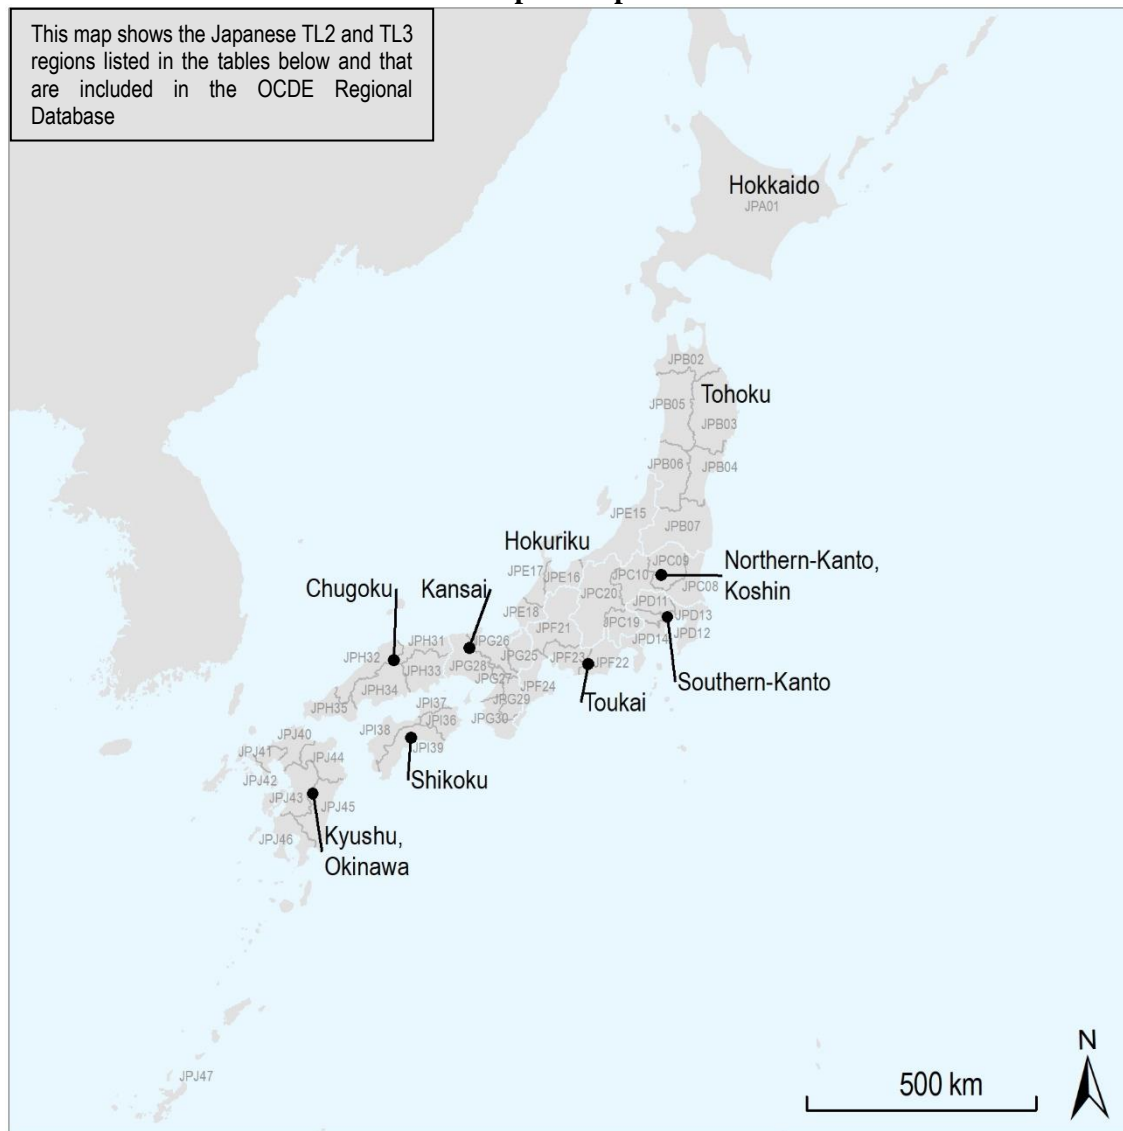 This map shows the Japanese TL2 and TL3
regions listed in the tables below and that
are included in the OCDE Regional
Database
Hokkaido
JPA01
JPB02
Tohoku
JPB05
JPB03
JPB06
JPB04
JPE15
JPB07
Hokuriku
JPC09
Northern-Kanto,
Koshin
JPE17
JPE16
JPC10
JPC08
Chugoku
Kansai
JPC20
JPD11
JPE18
JPD13
JPC19
JPF21
JPD14
JPD12
JPH31
JPG26
JPH32
JPG25
JPF23
JPF22
JPH33
JPG28
JPG27
Southern-Kanto
JPH34
JPF24
Toukai
JPH35
JPI37
JPG29
JPI36
JPG30
JPI38
JPI39
JPJ40
JPJ41
JPJ44
Shikoku
JPJ42
JPJ43
JPJ45
JPJ46
Kyushu,
Okinawa
JPJ47
N
500 km